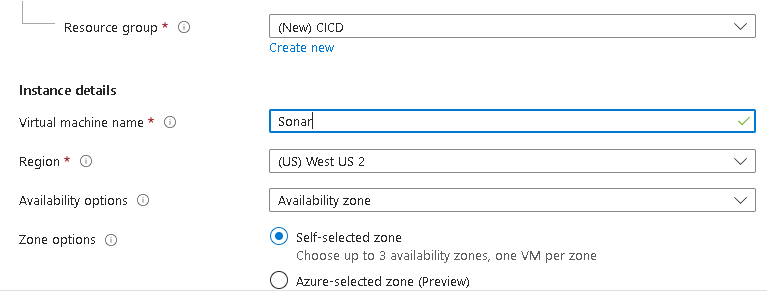 Resource group *
(New) CICD
Create new
Instance details
Virtual machine name *
Sonar
Region *
(US) West US 2
Availability options
Availability zone
Zone options
Self-selected zone
Choose up to 3 availability zones, one VM per zone
Azure-selected zone (Preview)